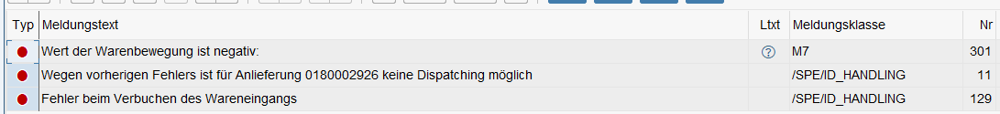 Typ Meldungstext Ltxt Meldungsklasse Nr
Wert der Warenbewegung ist negativ: M7 301
Wegen vorherigen Fehlers ist für Anlieferung 0180002926 keine Dispatching möglich /SPE/ID_HANDLING 11
Fehler beim Verbuchen des Wareneingangs /SPE/ID_HANDLING 129